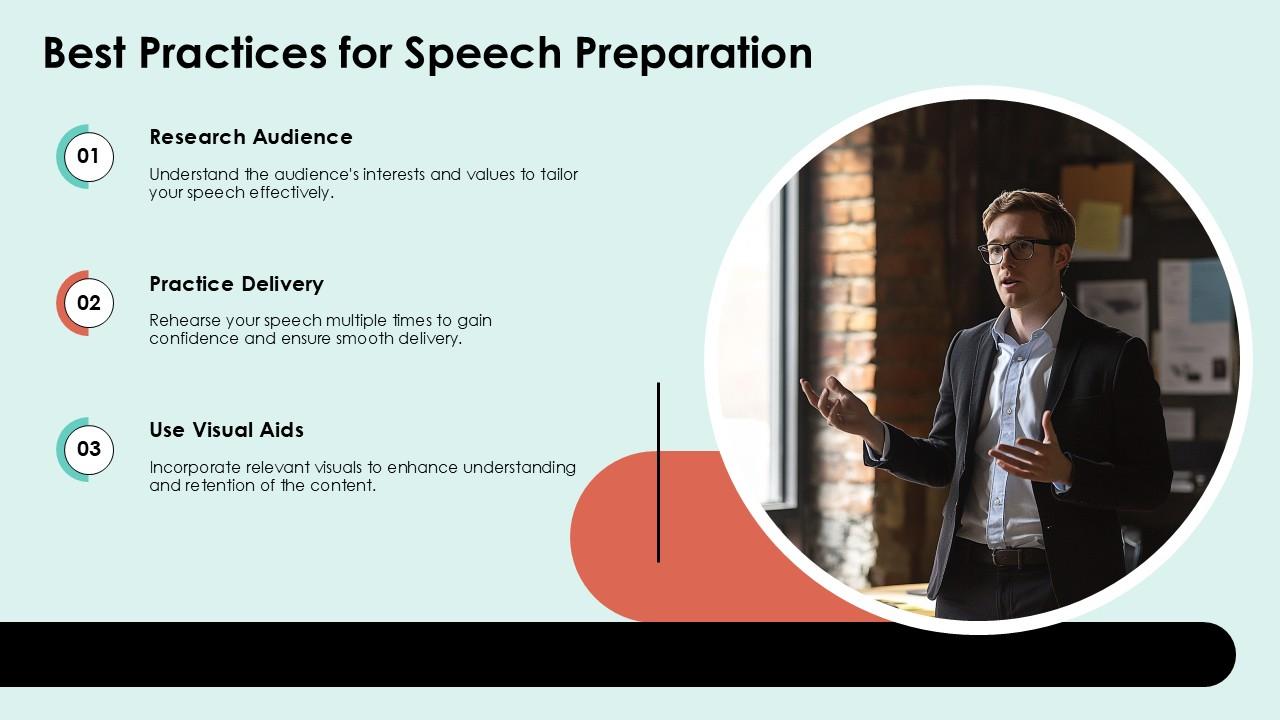 Best Practices for Speech Preparation
01
Research Audience
Understand the audience's interests and values to tailor
your speech effectively.
02
Practice Delivery
Rehearse your speech multiple times to gain
confidence and ensure smooth delivery.
03
Use Visual Aids
Incorporate relevant visuals to enhance understanding
and retention of the content.